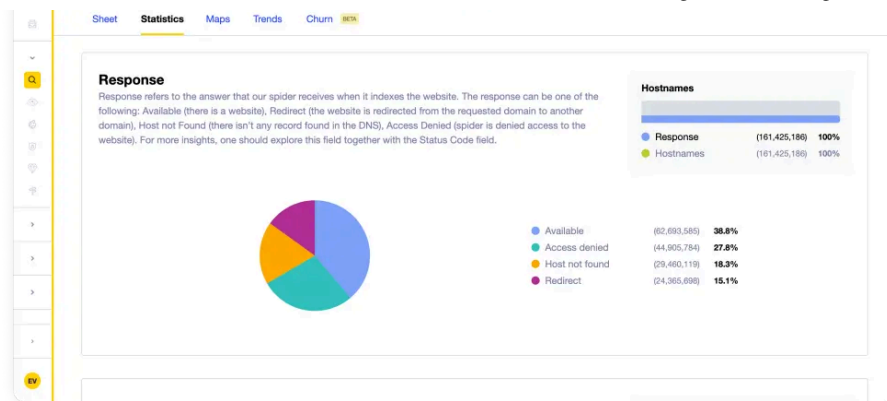 Sheet Statistics Maps Trends Churn BETA
Response
Response refers to the answer that our spider receives when it indexes the website. The response can be one of the
following: Available (there is a website), Redirect (the website is redirected from the requested domain to another
domain), Host not Found (there isn't any record found in the DNS), Access Denied (spider is denied access to the
website). For more insights, one should explore this field together with the Status Code field.
Hostnames
Response (161,425,186) 100%
Hostnames (161,425,186) 100%
Available (62,693,585) 38.8%
Access denied (44,905,784) 27.8%
Host not found (29,460,119) 18.3%
Redirect (24,365,698) 15.1%
EV